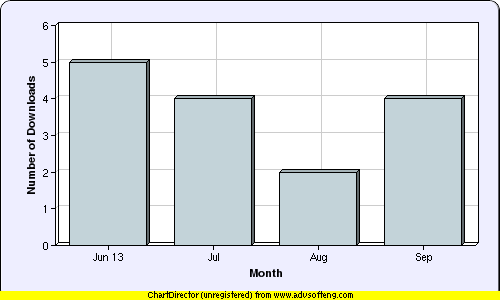 6
5
4
3
2
1
0
Number of Downloads
Jun 13 Jul Aug Sep
Month
ChartDirector (unregistered) from www.advsofteng.com